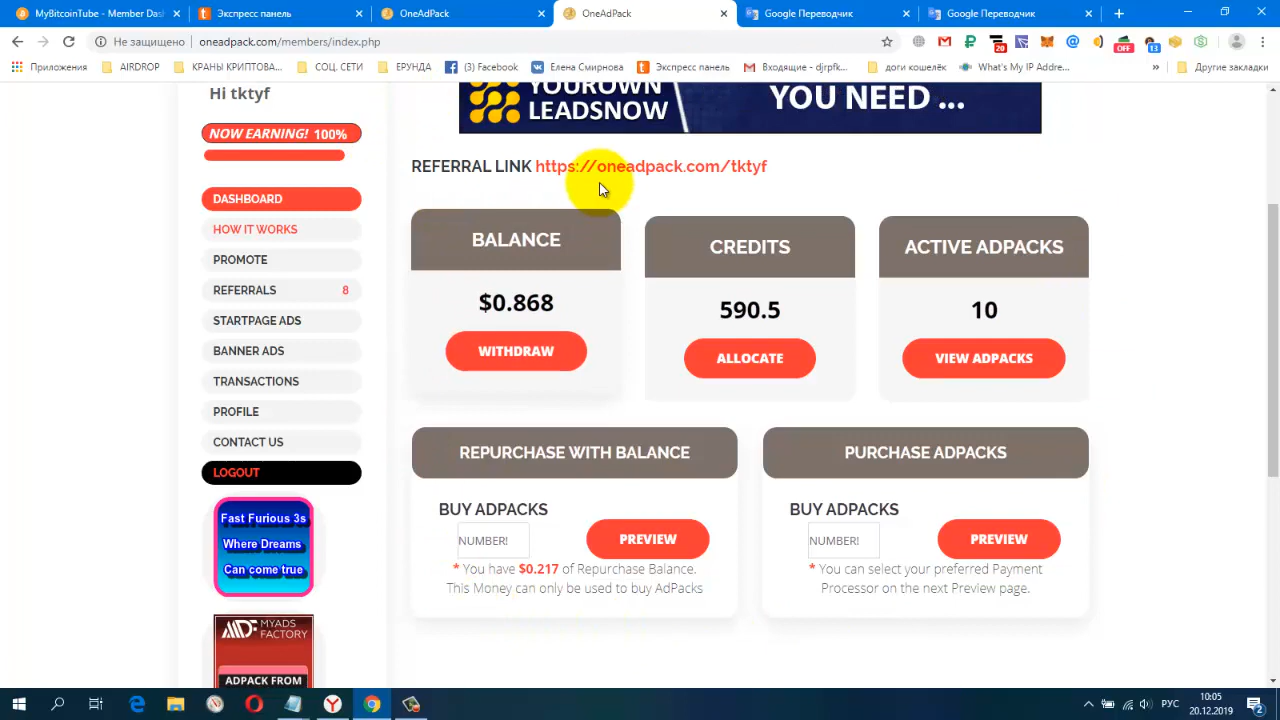 MyBitcoinTune - Member Dash
Экспресс панель
OneAdPack
OneAdPack
Google Переводчик
Google Переводчик
Не защищено
oneadpack.com/members/index.php
20
OFF
13
Приложения
AIRDROP
КРАНЫ КРИПТОВА...
СОЦ. СЕТИ
ЕРУНДА
(3) Facebook
Елена Смирнова
Экспресс панель
Входящие - djrpfk...
доги кошелёк
What's My IP Addre...
»
Другие закладки
Hi tktyf
YOUROWN
LEADSNOW
YOU NEED ...
NOW EARNING! 100%
REFERRAL LINK https://oneadpack.com/tktyf
DASHBOARD
HOW IT WORKS
PROMOTE
REFERRALS 8
STARTPAGE ADS
BANNER ADS
TRANSACTIONS
PROFILE
CONTACT US
LOGOUT
BALANCE
$0.868
WITHDRAW
CREDITS
590.5
ALLOCATE
ACTIVE ADPACKS
10
VIEW ADPACKS
REPURCHASE WITH BALANCE
BUY ADPACKS
NUMBER!
PREVIEW
* You have $0.217 of Repurchase Balance.
This Money can only be used to buy AdPacks
PURCHASE ADPACKS
BUY ADPACKS
NUMBER!
PREVIEW
* You can select your preferred Payment
Processor on the next Preview page.
Fast Furious 3s
Where Dreams
Can come true
MYADS
FACTORY
ADPACK FROM
РУС
10:05
20.12.2019
2